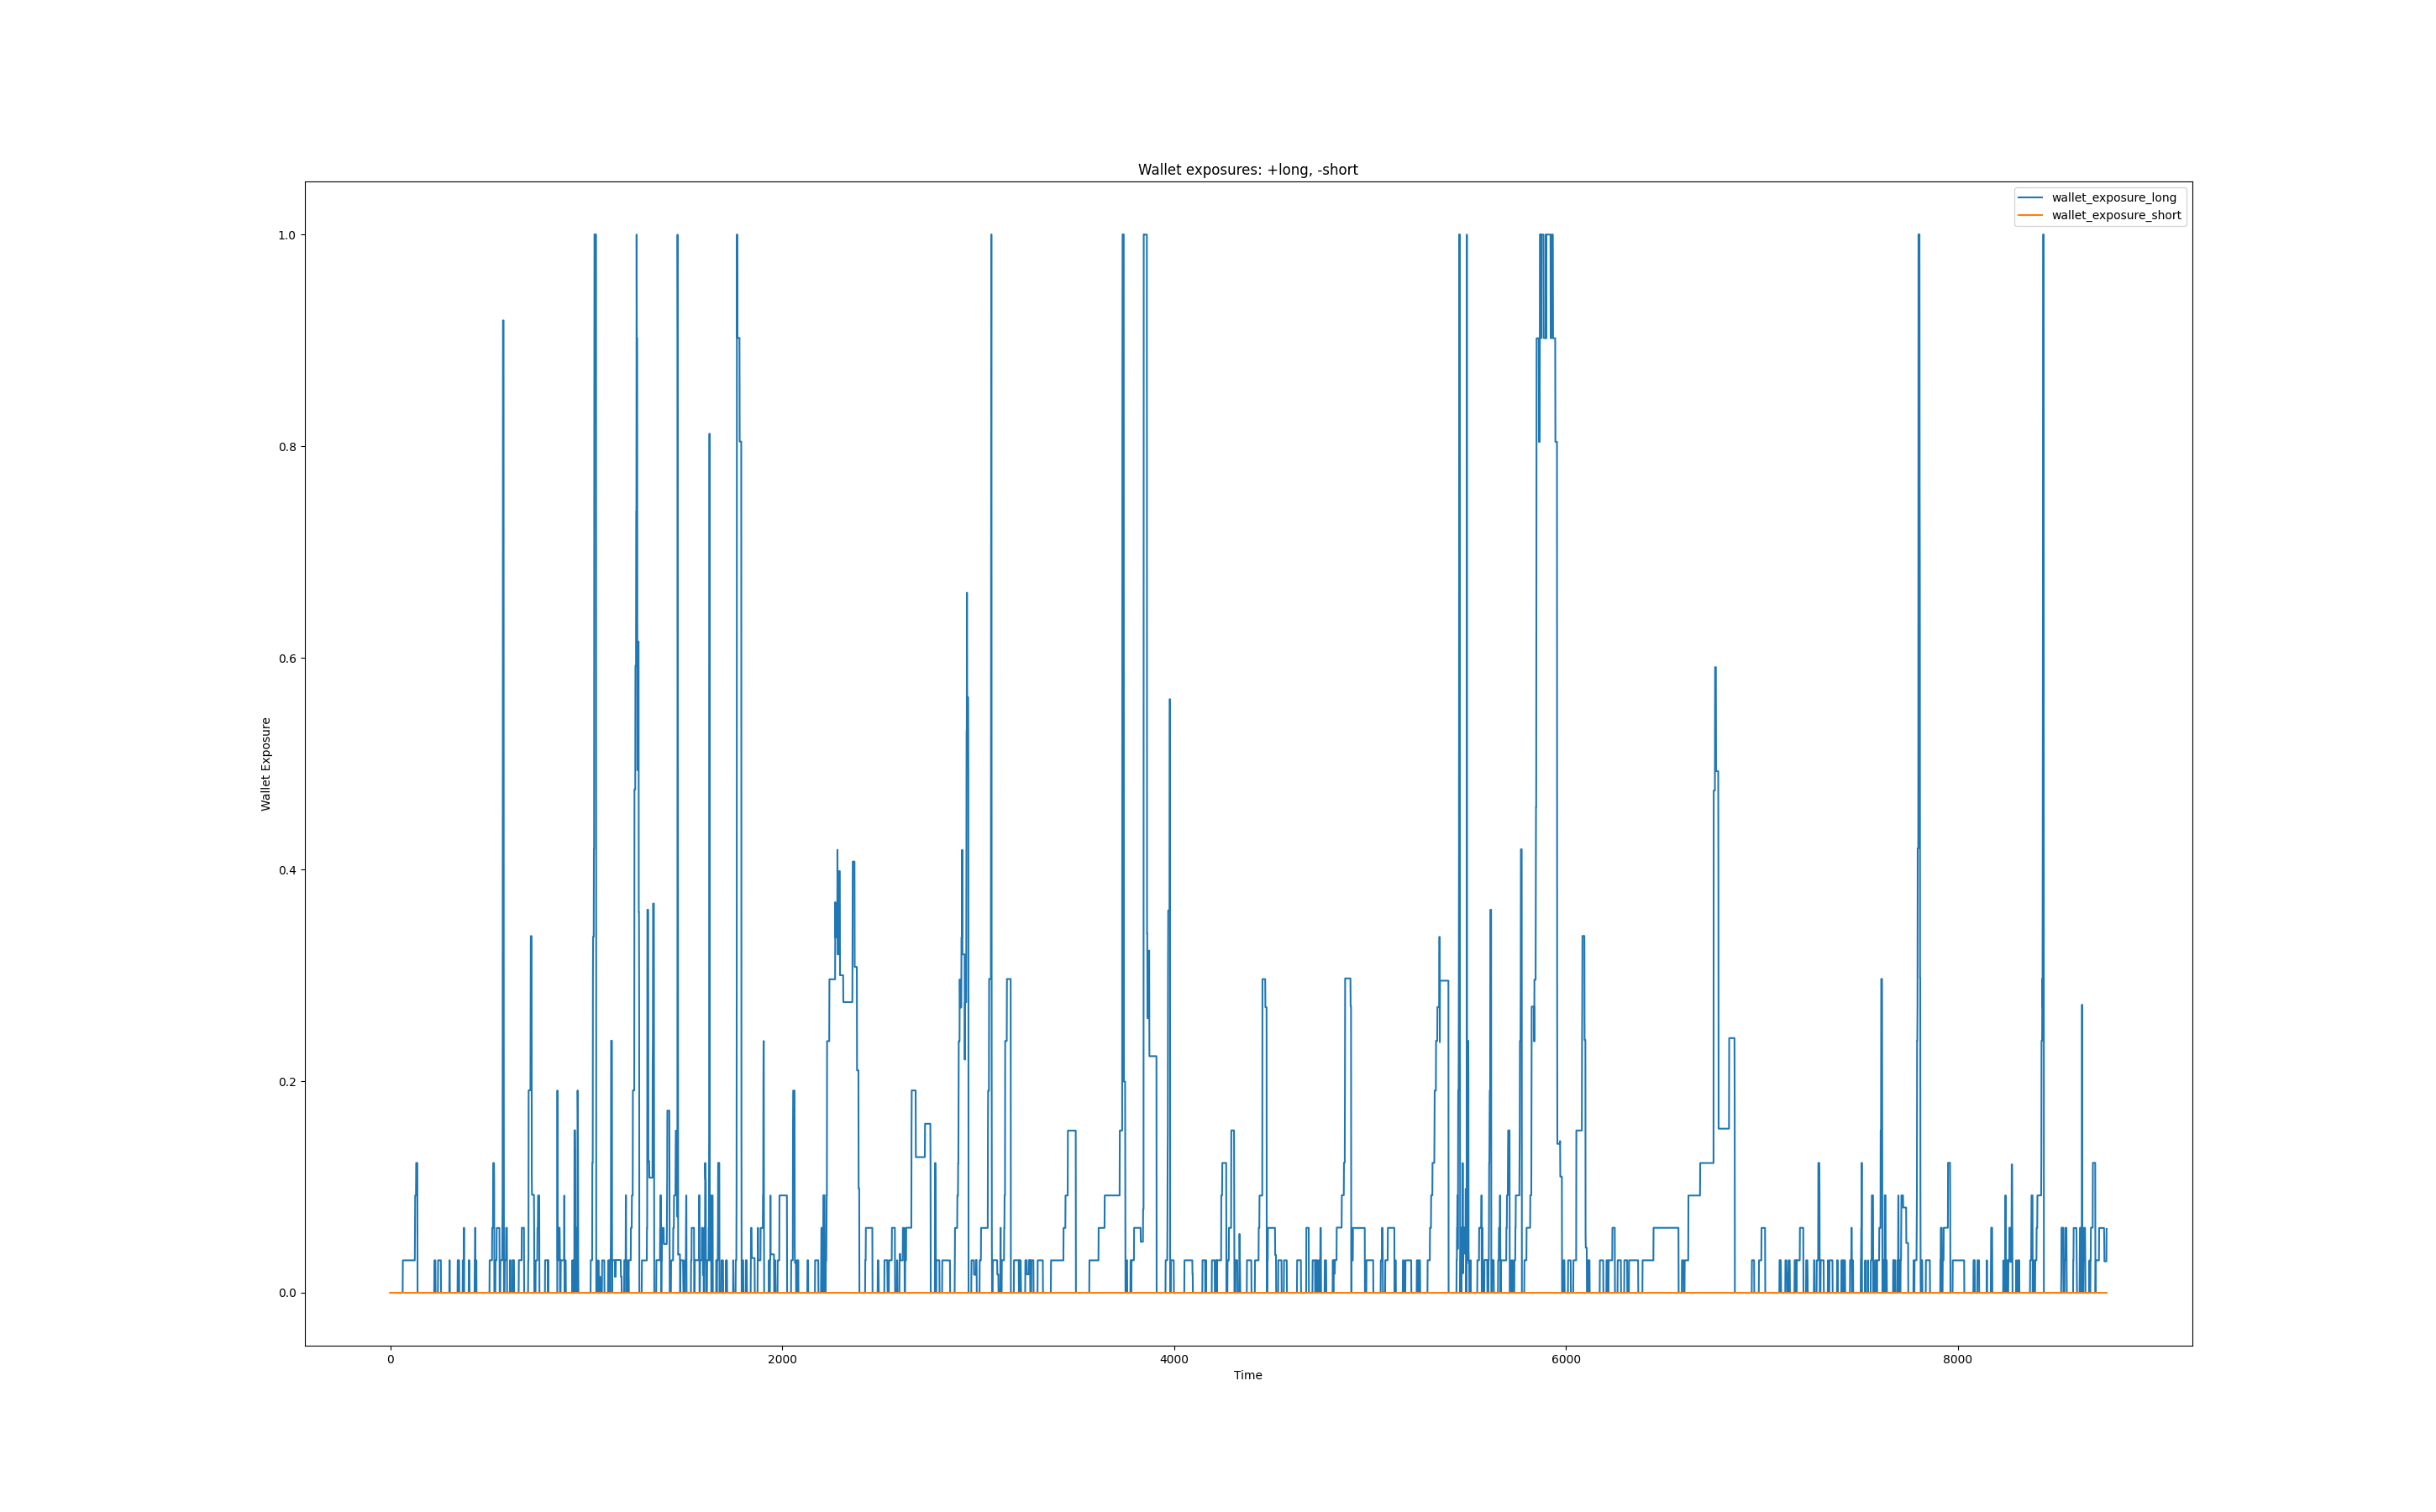 Wallet exposures: +long, -short
wallet_exposure_long
wallet_exposure_short
1.0
0.8
0.6
0.4
0.2
0.0
Wallet Exposure
0 2000 4000 6000 8000
Time